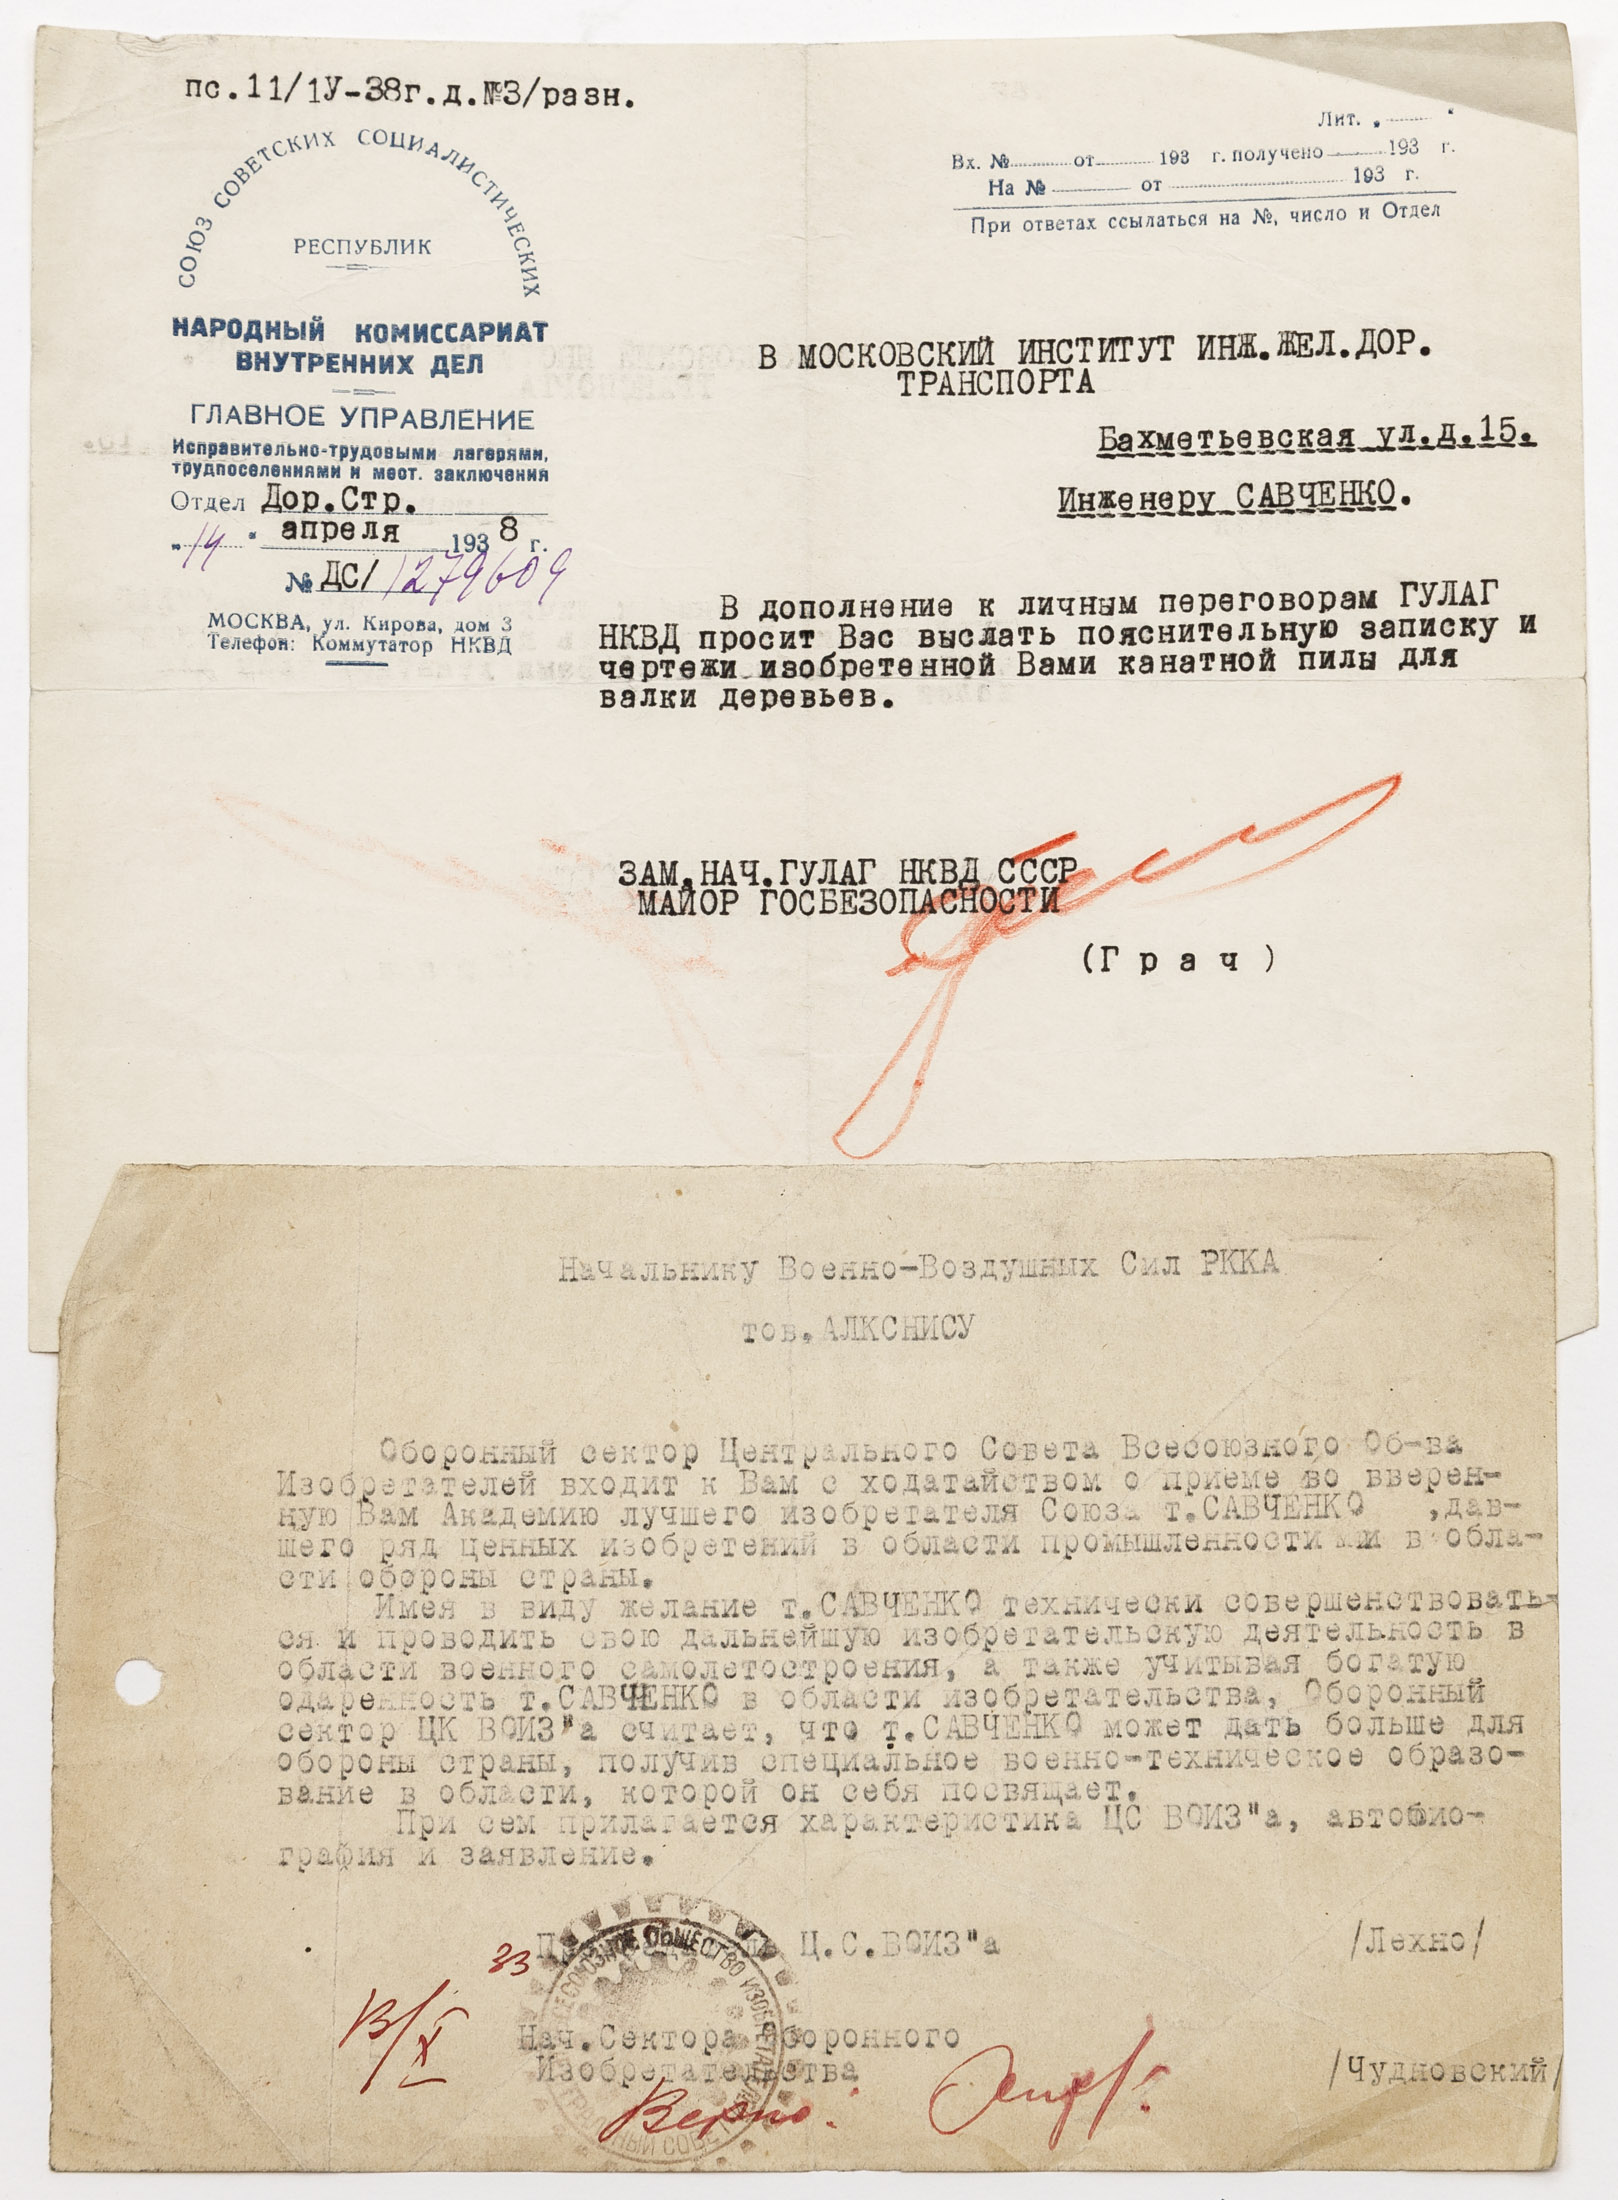 пс.11/1У-38г.д.№3/разн.
СОЮЗ СОВЕТСКИХ СОЦИАЛИСТИЧЕСКИХ
РЕСПУБЛИК
НАРОДНЫЙ КОМИССАРИАТ
ВНУТРЕННИХ ДЕЛ
ГЛАВНОЕ УПРАВЛЕНИЕ
Исправительно-трудовыми лагерями,
трудпоселениями и мест. заключения
Отдел Дор.Стр.
"14" апреля 1938 г.
№ ДС/1279609
МОСКВА, ул. Кирова, дом 3
Телефон: Коммутатор НКВД
Лит. "
Вх. № от 193 г. получено 193 г.
На № от 193 г.
При ответах ссылаться на №, число и Отдел
В МОСКОВСКИЙ ИНСТИТУТ ИНЖ.ЖЕЛ.ДОР.
ТРАНСПОРТА
Бахметьевская ул.д.15.
Инженеру САВЧЕНКО.
В дополнение к личным переговорам ГУЛАГ
НКВД просит Вас выслать пояснительную записку и
чертежи изобретенной Вами канатной пилы для
валки деревьев.
ЗАМ.НАЧ.ГУЛАГ НКВД СССР
МАЙОР ГОСБЕЗОПАСНОСТИ
(Грач)
Начальнику Военно-Воздушных Сил РККА
тов.АЛКСНИСУ
Оборонный сектор Центрального Совета Всесоюзного Об-ва
Изобретателей входит к Вам с ходатайством о приеме во вверен-
ную Вам Академию лучшего изобретателя Союза т.САВЧЕНКО ,дав-
шего ряд ценных изобретений в области промышленности и в обла-
сти обороны страны.
Имея в виду желание т.САВЧЕНКО технически совершенствовать-
ся и проводить свою дальнейшую изобретательскую деятельность в
области военного самолетостроения, а также учитывая богатую
одаренность т.САВЧЕНКО в области изобретательства, Оборонный
сектор ЦК ВОИЗ"а считает, что т.САВЧЕНКО может дать больше для
обороны страны, получив специальное военно-техническое образо-
вание в области, которой он себя посвящает.
При сем прилагается характеристика ЦС ВОИЗ"а, автобио-
графия и заявление.
Ц.С.ВОИЗ"а /Лехно/
33
13/X
Нач.Сектора Оборонного
Изобретательства /Чудновский/
ВСЕСОЮЗНОЕ ОБЩЕСТВО ИЗОБРЕТАТЕЛЕЙ
ЦЕНТРАЛЬНЫЙ СОВЕТ
Верно: